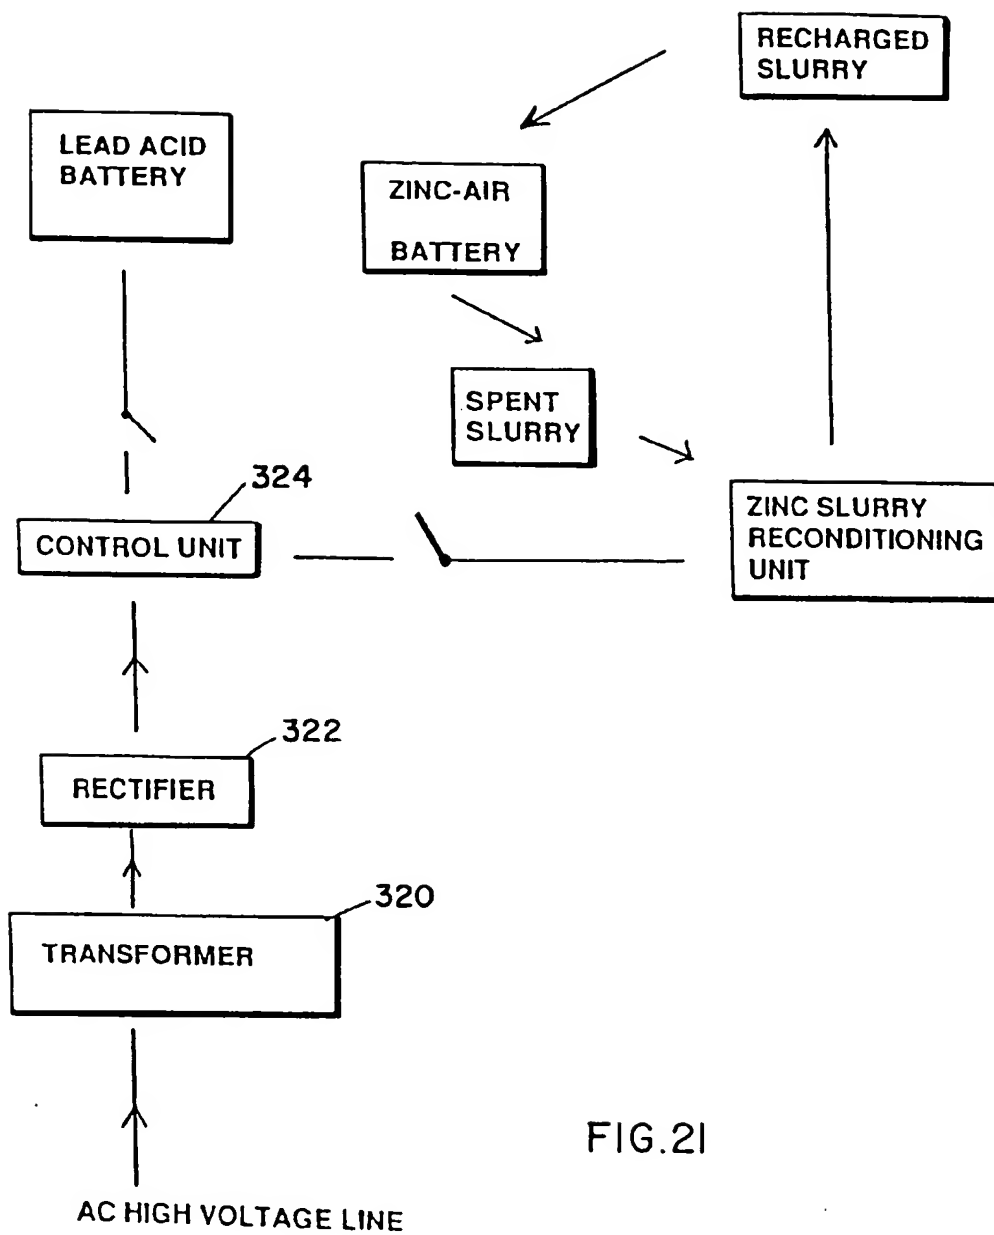 RECHARGED
SLURRY
LEAD ACID
BATTERY
ZINC-AIR
BATTERY
SPENT
SLURRY
324
CONTROL UNIT
ZINC SLURRY
RECONDITIONING
UNIT
322
RECTIFIER
320
TRANSFORMER
FIG.21
AC HIGH VOLTAGE LINE